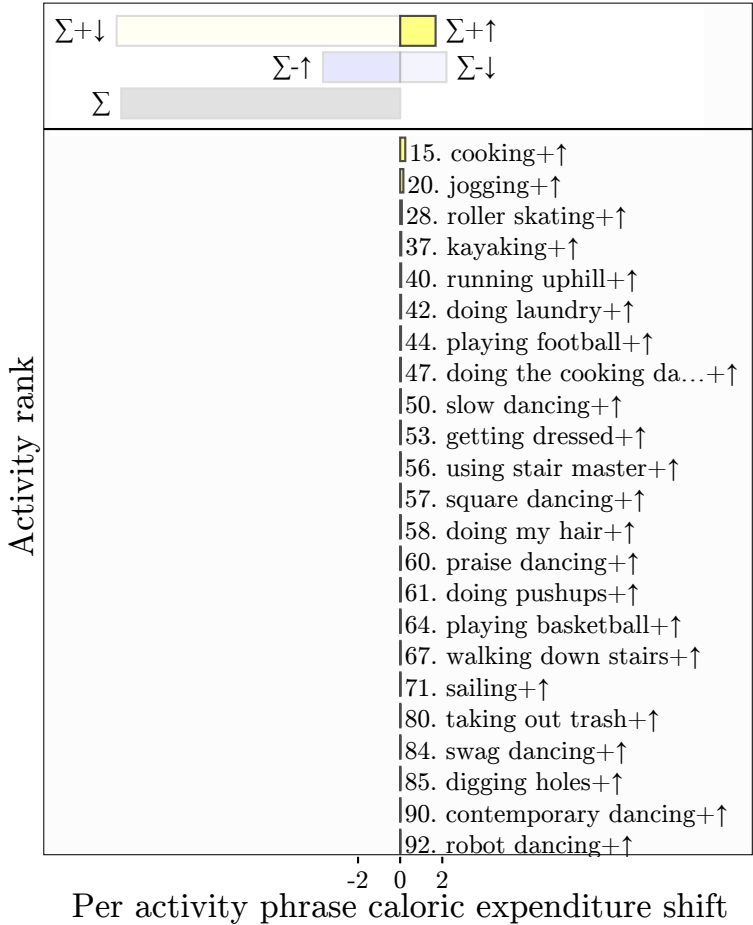 ∑+↓ ∑+↑
∑-↑ ∑-↓
∑
15. cooking+↑
20. jogging+↑
28. roller skating+↑
37. kayaking+↑
40. running uphill+↑
42. doing laundry+↑
44. playing football+↑
47. doing the cooking da...+↑
50. slow dancing+↑
53. getting dressed+↑
56. using stair master+↑
57. square dancing+↑
58. doing my hair+↑
60. praise dancing+↑
61. doing pushups+↑
64. playing basketball+↑
67. walking down stairs+↑
71. sailing+↑
80. taking out trash+↑
84. swag dancing+↑
85. digging holes+↑
90. contemporary dancing+↑
92. robot dancing+↑
Activity rank
-2 0 2
Per activity phrase caloric expenditure shift